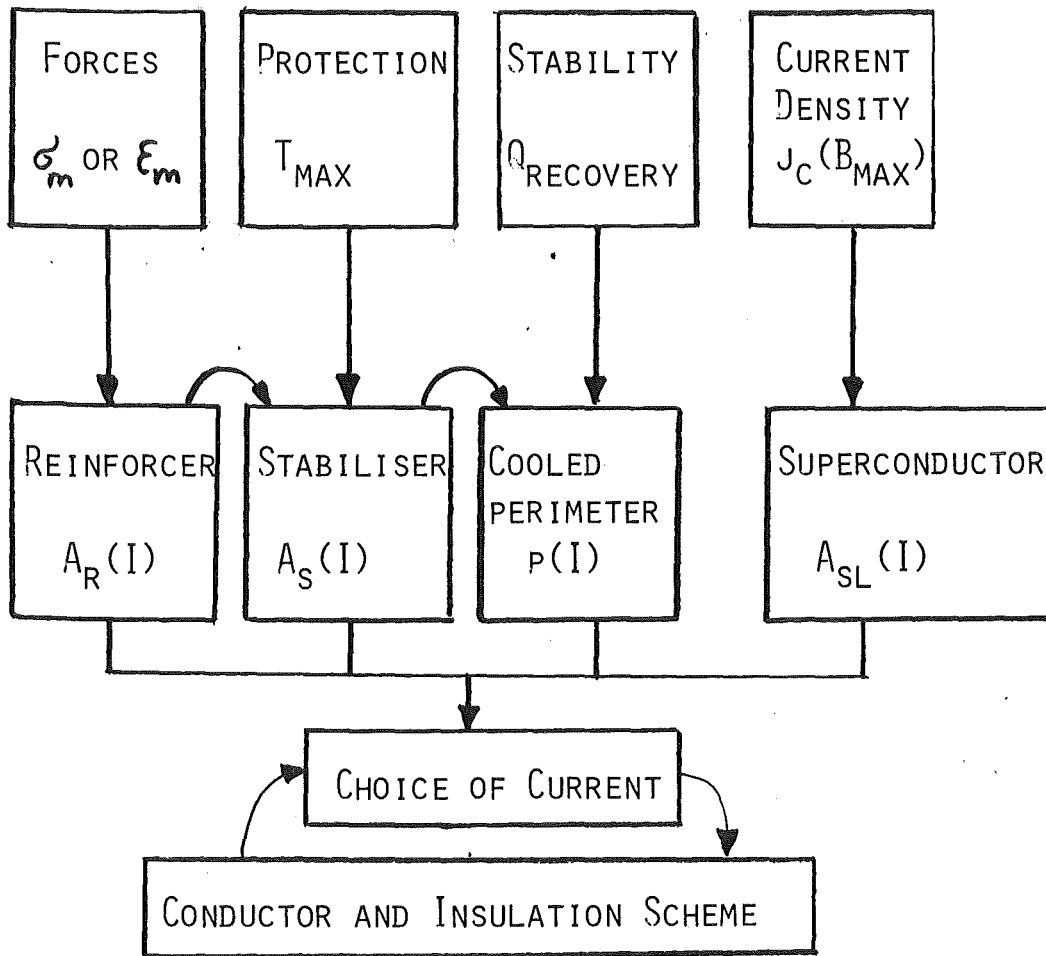 FORCES
σm OR εm
PROTECTION
TMAX
STABILITY
QRECOVERY
CURRENT
DENSITY
JC(BMAX)
REINFORCER
AR(I)
STABILISER
AS(I)
COOLED
PERIMETER
P(I)
SUPERCONDUCTOR
ASL(I)
CHOICE OF CURRENT
CONDUCTOR AND INSULATION SCHEME